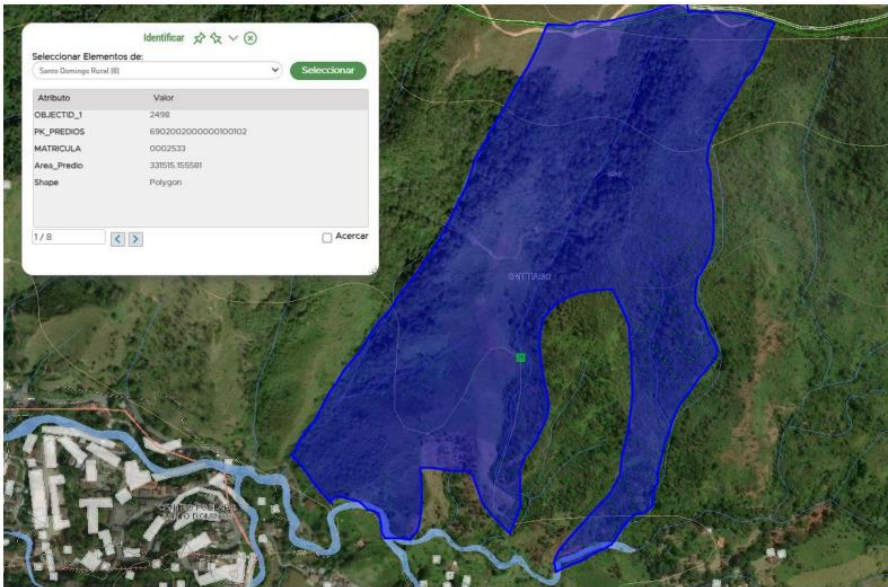 Identificar
Seleccionar Elementos de:
Santo Domingo Rural (8)
Seleccionar
Atributo Valor
OBJECTID_1 2498
PK_PREDIOS 6902002000000100102
MATRICULA 0002533
Area_Predio 331515,155581
Shape Polygon
1 / 8
Acercar
SANTIAGO